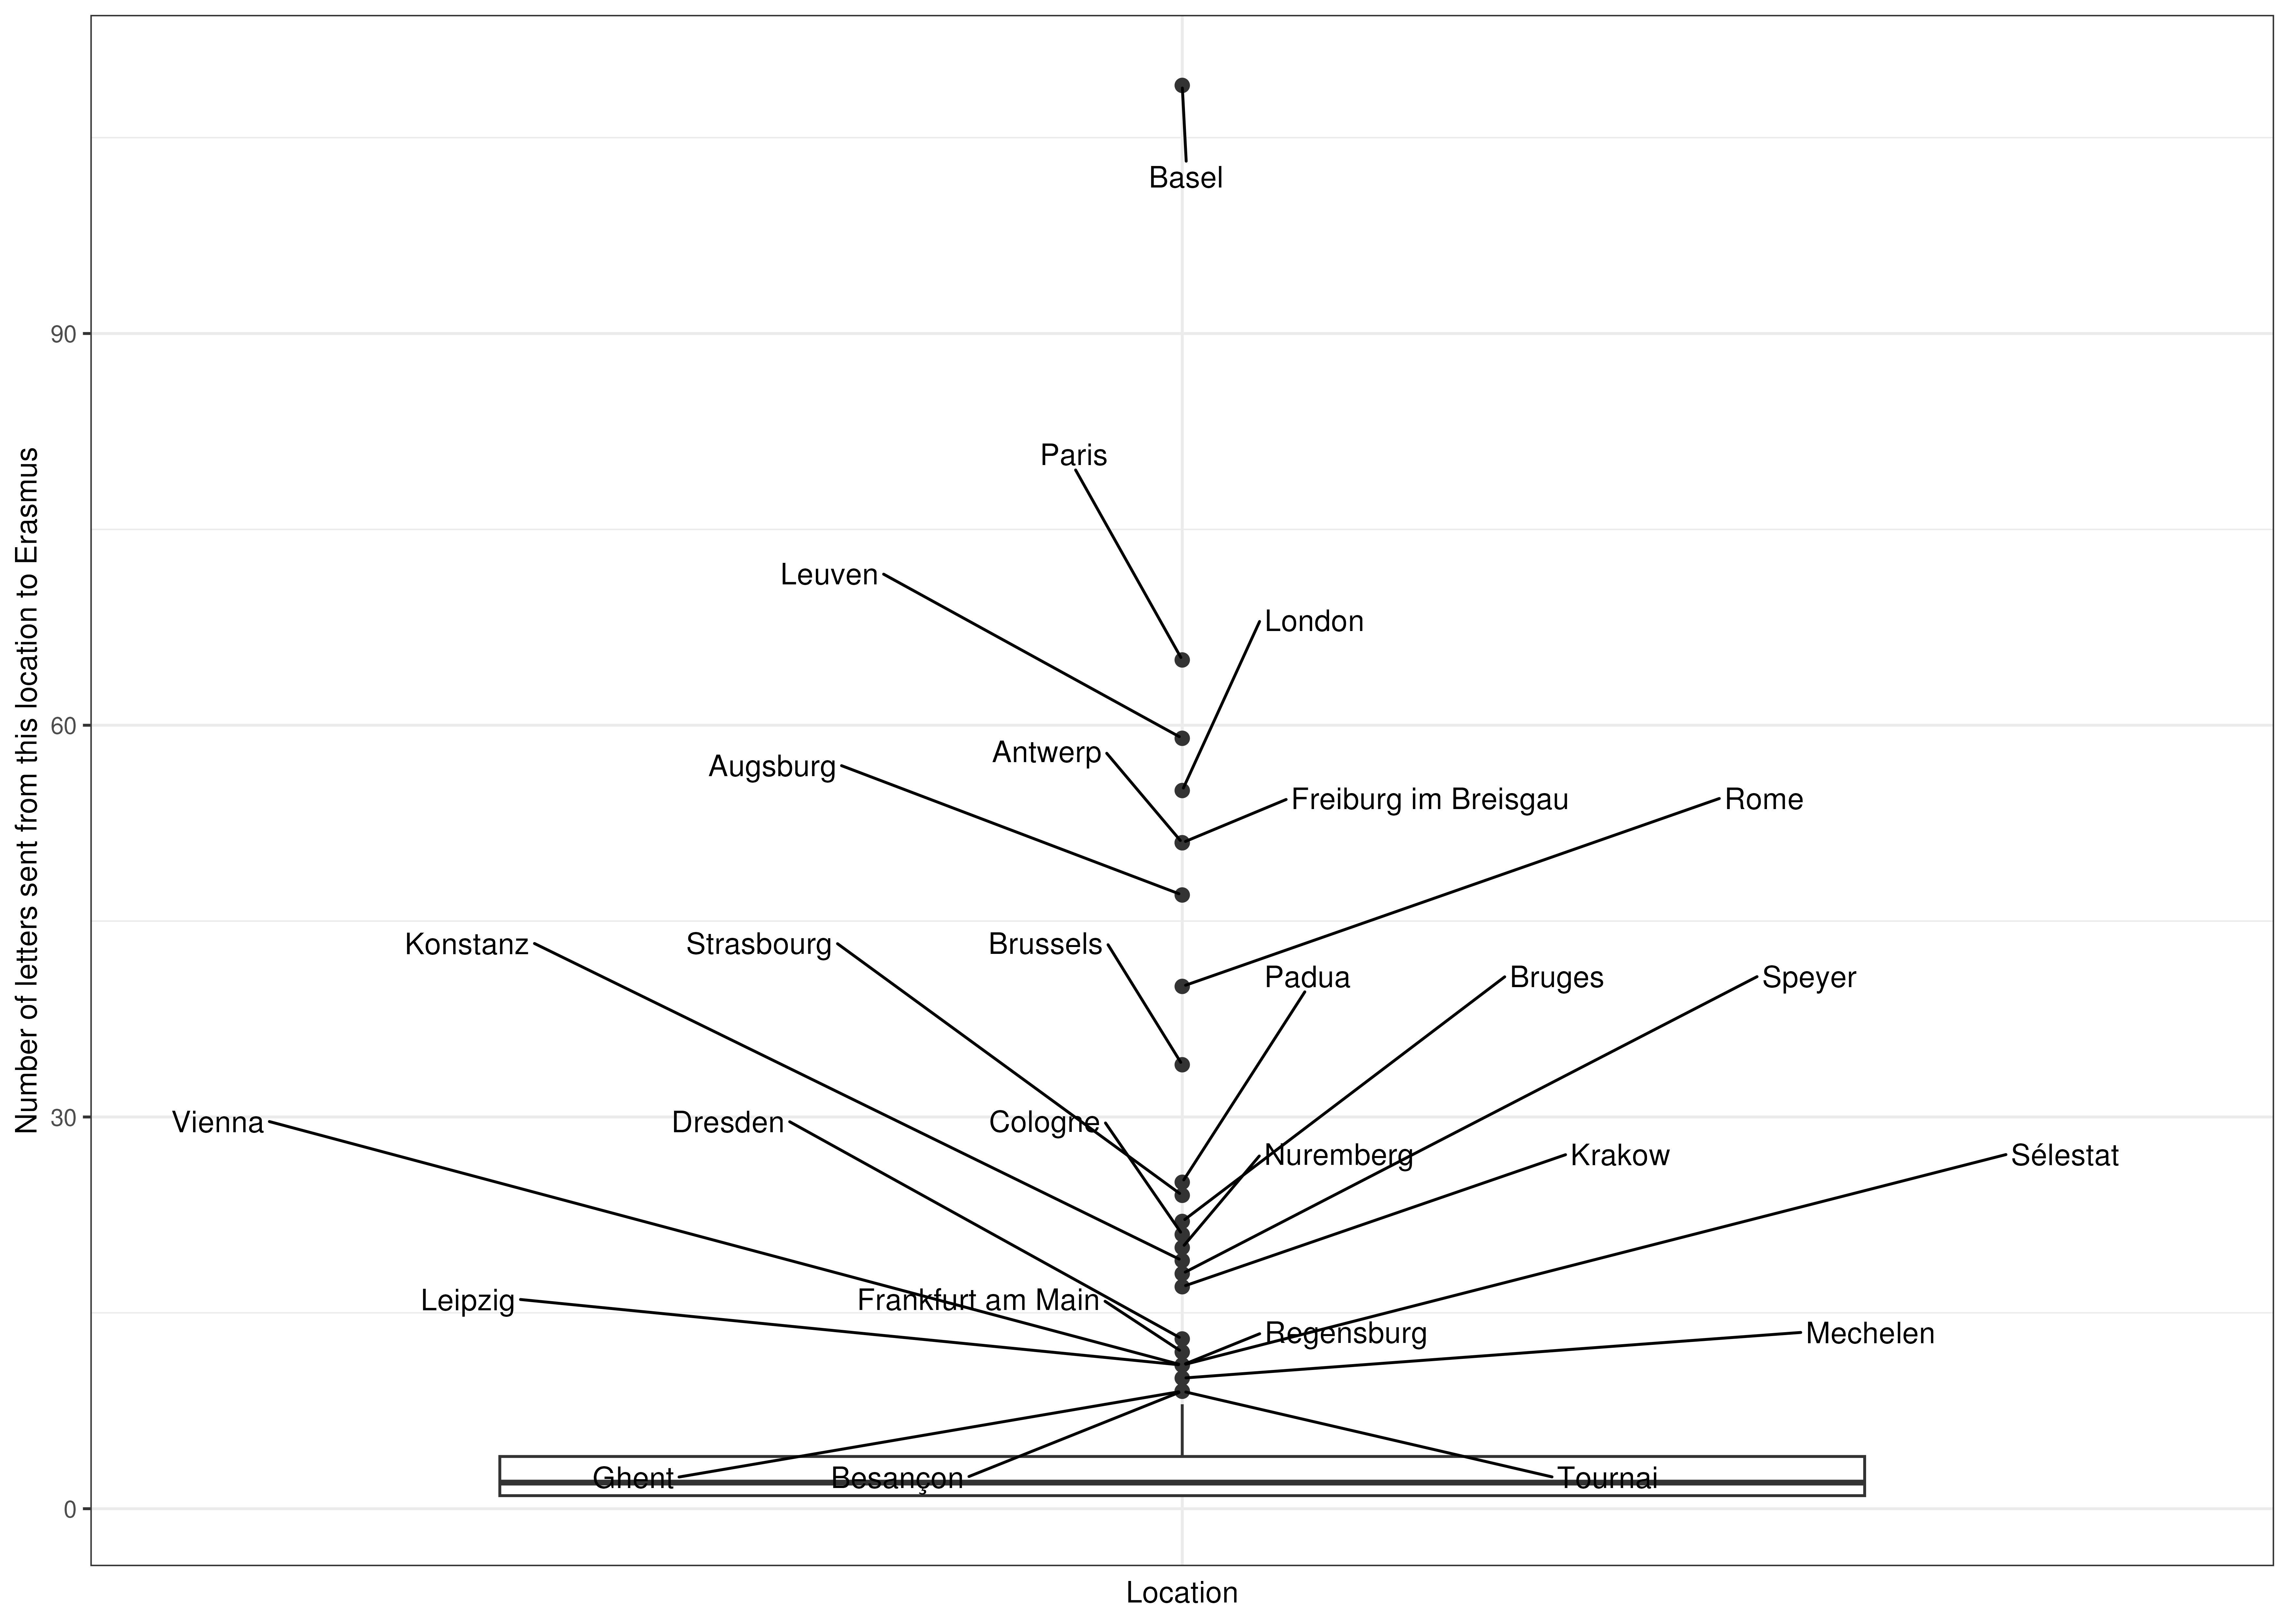 Basel
90
Paris
Leuven
London
Number of letters sent from this location to Erasmus
60
Antwerp
Augsburg
Freiburg im Breisgau
Rome
Konstanz
Strasbourg
Brussels
Padua
Bruges
Speyer
30
Vienna
Dresden
Cologne
Nuremberg
Krakow
Sélestat
Leipzig
Frankfurt am Main
Regensburg
Mechelen
Ghent
Besançon
Tournai
0
Location